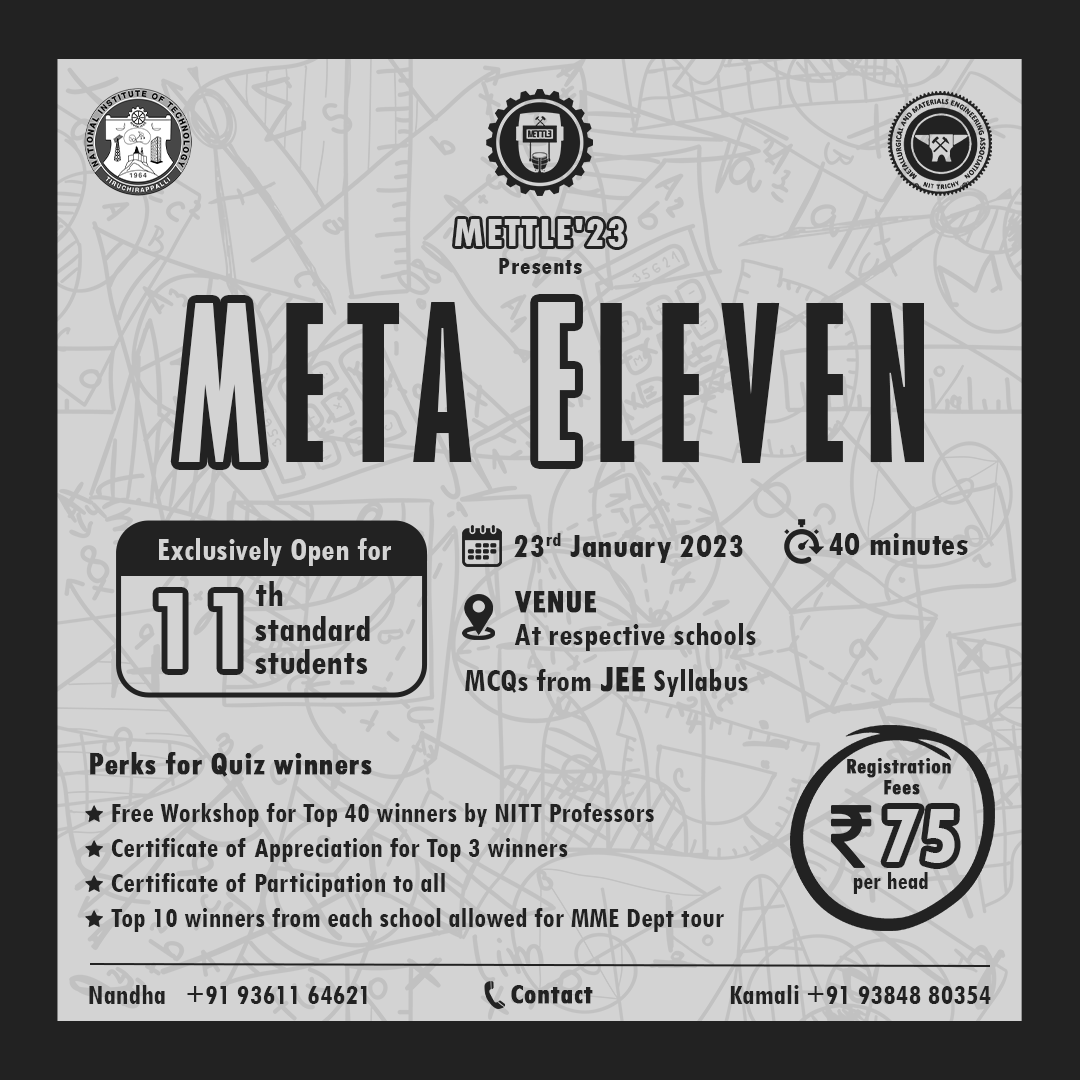 NATIONAL INSTITUTE OF TECHNOLOGY
1964
TIRUCHIRAPPALLI
METTLE
METALLURGICAL AND MATERIALS ENGINEERING ASSOCIATION
NIT TRICHY
METTLE'23
Presents
META ELEVEN
Exclusively Open for
11th
standard
students
23rd January 2023
40 minutes
VENUE
At respective schools
MCQs from JEE Syllabus
Perks for Quiz winners
★ Free Workshop for Top 40 winners by NITT Professors
★ Certificate of Appreciation for Top 3 winners
★ Certificate of Participation to all
★ Top 10 winners from each school allowed for MME Dept tour
Registration
Fees
₹75
per head
Nandha +91 93611 64621
Contact
Kamali +91 93848 80354